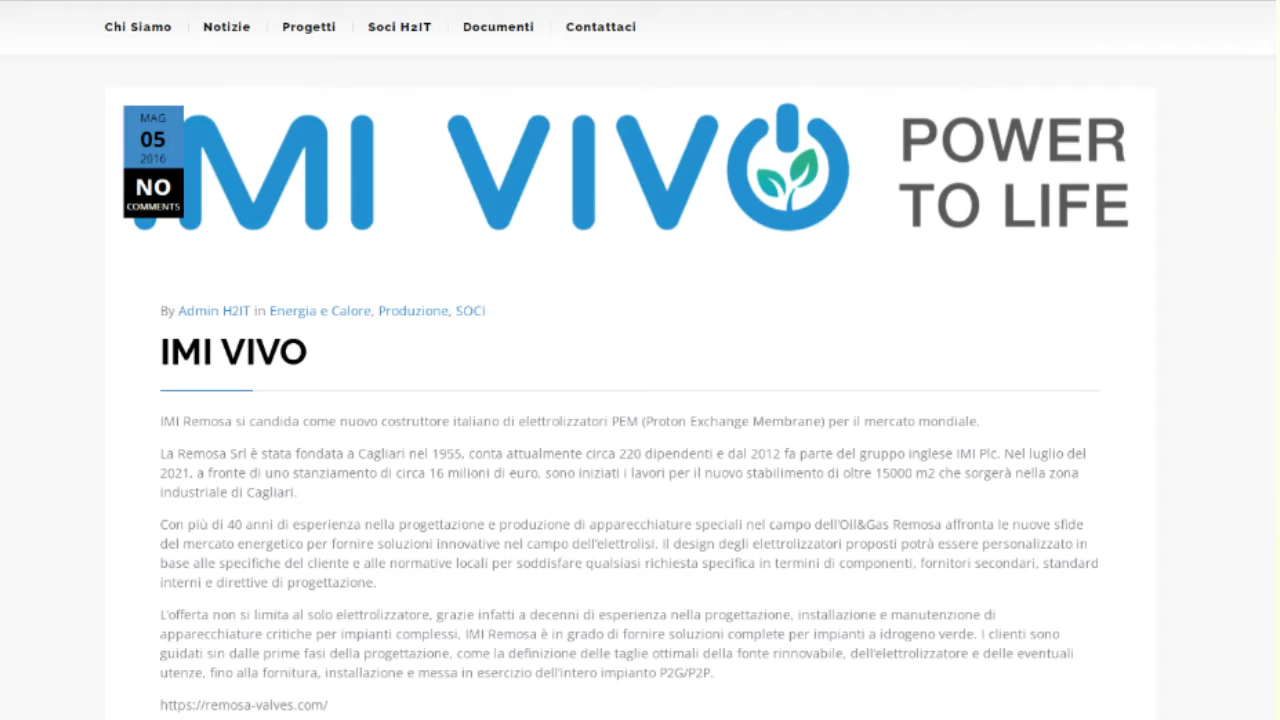 Chi Siamo Notizie Progetti Soci H2IT Documenti Contattaci
MAG
05
2016
NO
COMMENTS
IMI VIVO
POWER
TO LIFE
By Admin H2IT in Energia e Calore, Produzione, SOCI
IMI VIVO
IMI Remosa si candida come nuovo costruttore italiano di elettrolizzatori PEM (Proton Exchange Membrane) per il mercato mondiale.
La Remosa Srl è stata fondata a Cagliari nel 1955, conta attualmente circa 220 dipendenti e dal 2012 fa parte del gruppo inglese IMI Plc. Nel luglio del
2021, a fronte di uno stanziamento di circa 16 milioni di euro, sono iniziati i lavori per il nuovo stabilimento di oltre 15000 m2 che sorgerà nella zona
industriale di Cagliari.
Con più di 40 anni di esperienza nella progettazione e produzione di apparecchiature speciali nel campo dell'Oil&Gas Remosa affronta le nuove sfide
del mercato energetico per fornire soluzioni innovative nel campo dell'elettrolisi. Il design degli elettrolizzatori proposti potrà essere personalizzato in
base alle specifiche del cliente e alle normative locali per soddisfare qualsiasi richiesta specifica in termini di componenti, fornitori secondari, standard
interni e direttive di progettazione.
L'offerta non si limita al solo elettrolizzatore, grazie infatti a decenni di esperienza nella progettazione, installazione e manutenzione di
apparecchiature critiche per impianti complessi, IMI Remosa è in grado di fornire soluzioni complete per impianti a idrogeno verde. I clienti sono
guidati sin dalle prime fasi della progettazione, come la definizione delle taglie ottimali della fonte rinnovabile, dell'elettrolizzatore e delle eventuali
utenze, fino alla fornitura, installazione e messa in esercizio dell'intero impianto P2G/P2P.
https://remosa-valves.com/